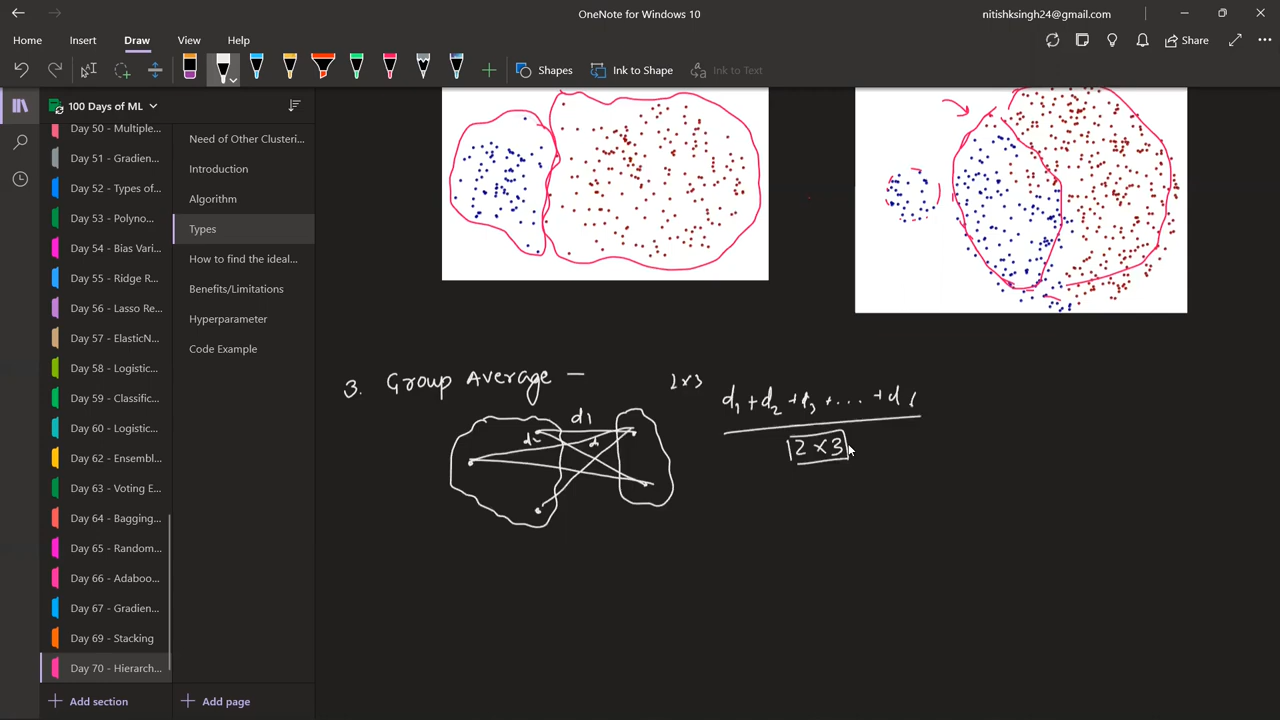 OneNote for Windows 10
nitishksingh24@gmail.com
Home Insert Draw View Help
Share
Shapes
Ink to Shape
Ink to Text
100 Days of ML
Day 50 - Multiple...
Day 51 - Gradien...
Day 52 - Types of...
Day 53 - Polyno...
Day 54 - Bias Vari...
Day 55 - Ridge R...
Day 56 - Lasso Re...
Day 57 - ElasticN...
Day 58 - Logistic...
Day 59 - Classific...
Day 60 - Logistic...
Day 62 - Ensembl...
Day 63 - Voting E...
Day 64 - Bagging...
Day 65 - Random...
Day 66 - Adaboo...
Day 67 - Gradien...
Day 69 - Stacking
Day 70 - Hierarch...
Add section
Need of Other Clusteri...
Introduction
Algorithm
Types
How to find the ideal...
Benefits/Limitations
Hyperparameter
Code Example
Add page
3. Group Average -
2x3
d1
d1 + d2 + d3 + .... + d
2 x 3